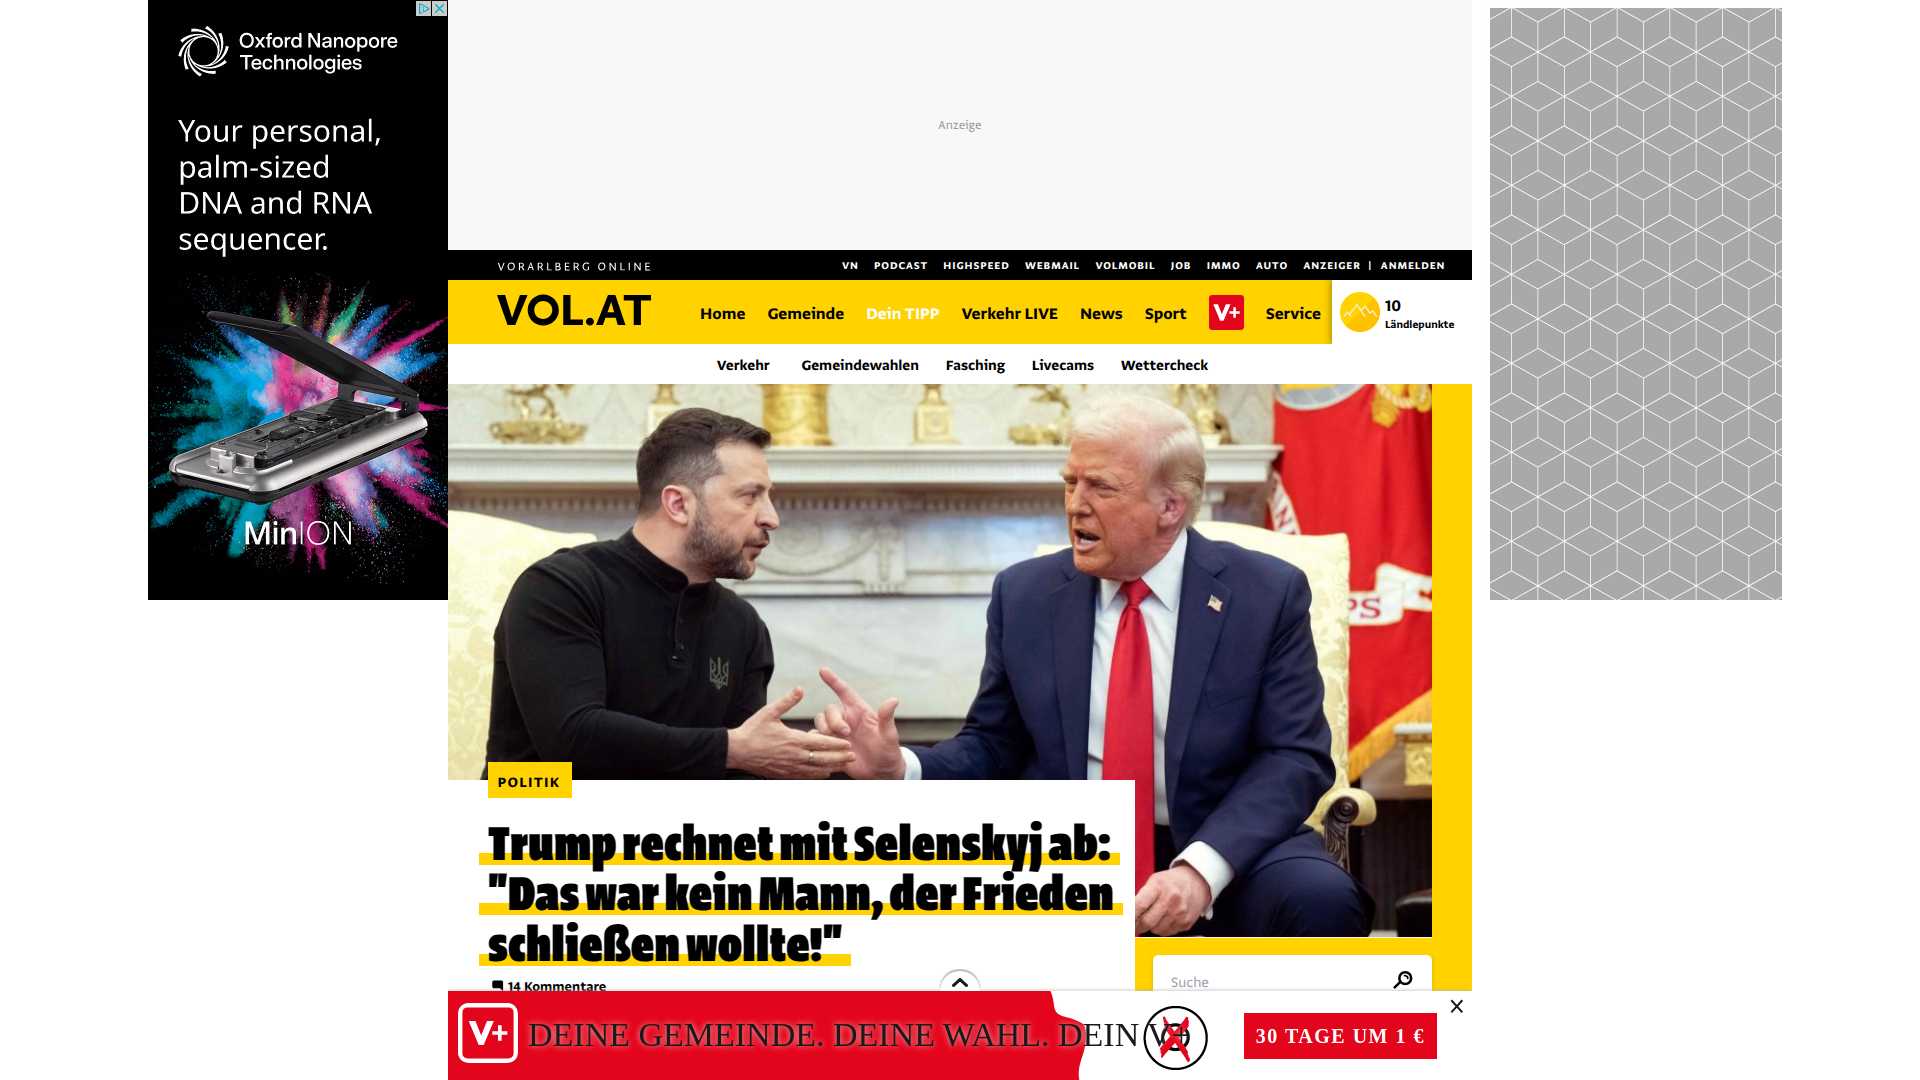 Oxford Nanopore
Technologies
Your personal,
palm-sized
DNA and RNA
sequencer.
MinION
Anzeige
VORARLBERG ONLINE
VN PODCAST HIGHSPEED WEBMAIL VOLMOBIL JOB IMMO AUTO ANZEIGER | ANMELDEN
VOL.AT
Home Gemeinde Dein TIPP Verkehr LIVE News Sport V+ Service
10
Ländlepunkte
Verkehr Gemeindewahlen Fasching Livecams Wettercheck
POLITIK
Trump rechnet mit Selenskyj ab:
"Das war kein Mann, der Frieden
schließen wollte!"
14 Kommentare
Suche
V+ DEINE GEMEINDE. DEINE WAHL. DEIN V+
30 TAGE UM 1 €